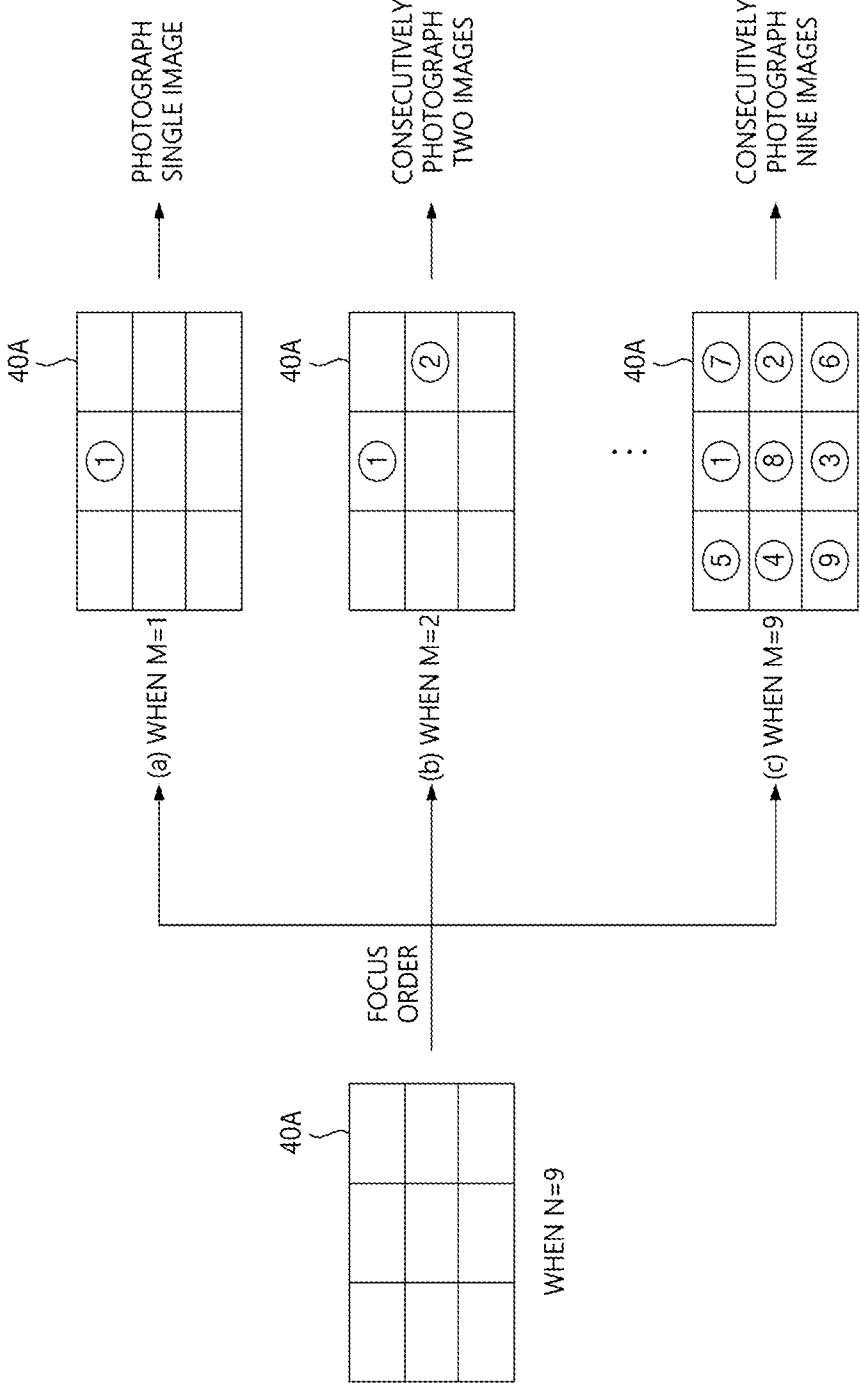 40A
WHEN N=9
FOCUS
ORDER
(a) WHEN M=1
40A
1
PHOTOGRAPH
SINGLE IMAGE
(b) WHEN M=2
40A
1
2
CONSECUTIVELY
PHOTOGRAPH
TWO IMAGES
...
(c) WHEN M=9
40A
5 1 7
4 8 2
9 3 6
CONSECUTIVELY
PHOTOGRAPH
NINE IMAGES